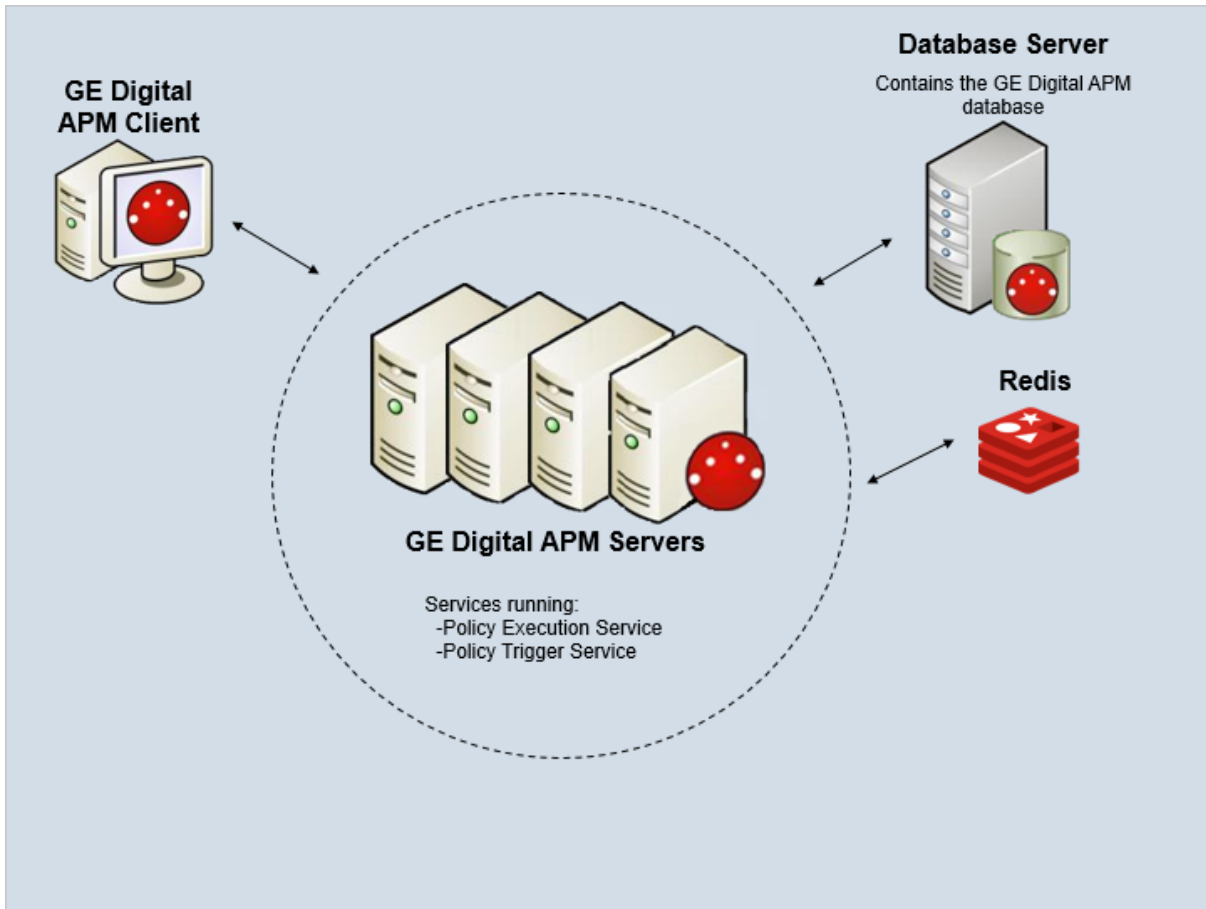 GE Digital
APM Client
Database Server
Contains the GE Digital APM
database
Redis
GE Digital APM Servers
Services running:
-Policy Execution Service
-Policy Trigger Service